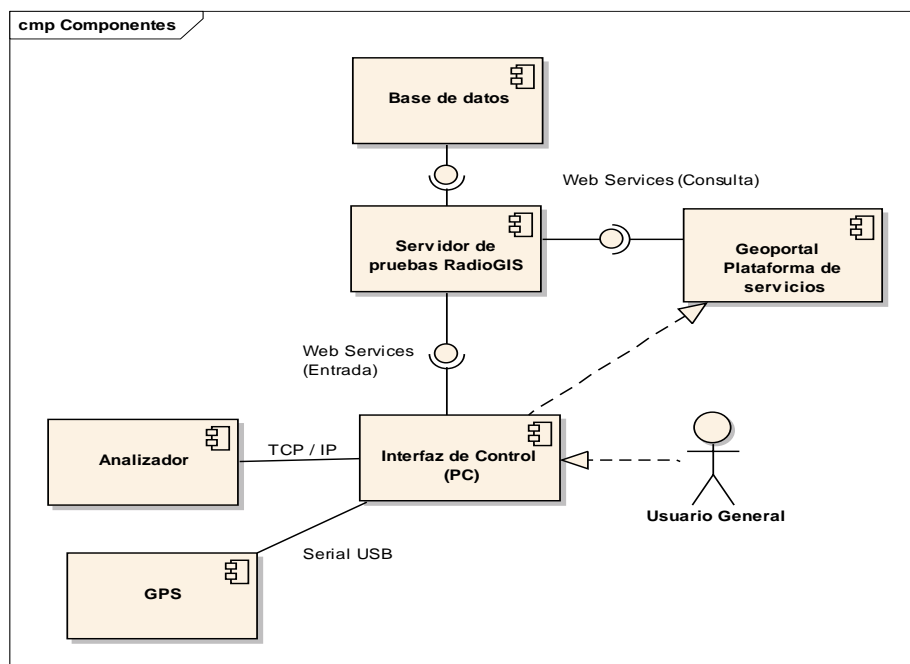 cmp Componentes
Base de datos
Web Services (Consulta)
Servidor de
pruebas RadioGIS
Geoportal
Plataforma de
servicios
Web Services
(Entrada)
Analizador
TCP / IP
Interfaz de Control
(PC)
Usuario General
Serial USB
GPS